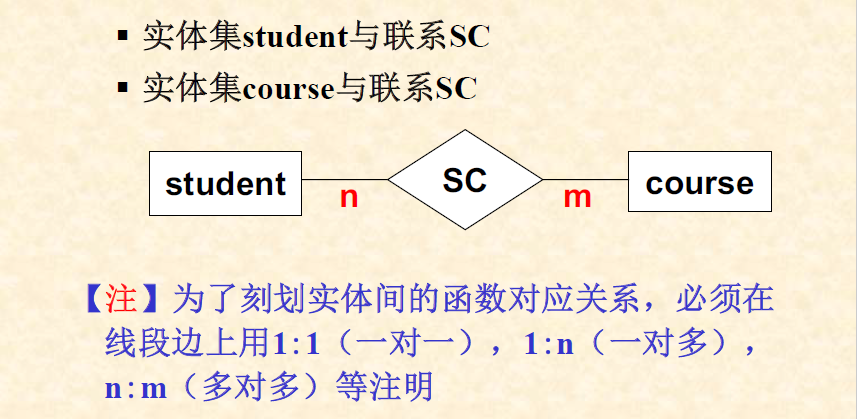 ▪ 实体集student与联系SC
▪ 实体集course与联系SC
student n SC m course
【注】为了刻划实体间的函数对应关系，必须在
线段边上用1:1（一对一），1:n（一对多），
n:m（多对多）等注明